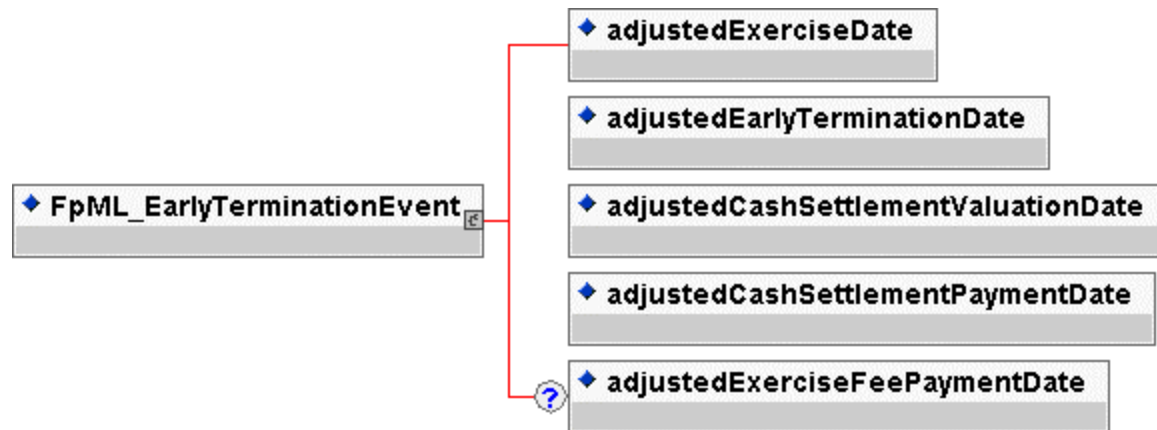 adjustedExerciseDate
adjustedEarlyTerminationDate
FpML_EarlyTerminationEvent
adjustedCashSettlementValuationDate
adjustedCashSettlementPaymentDate
?
adjustedExerciseFeePaymentDate